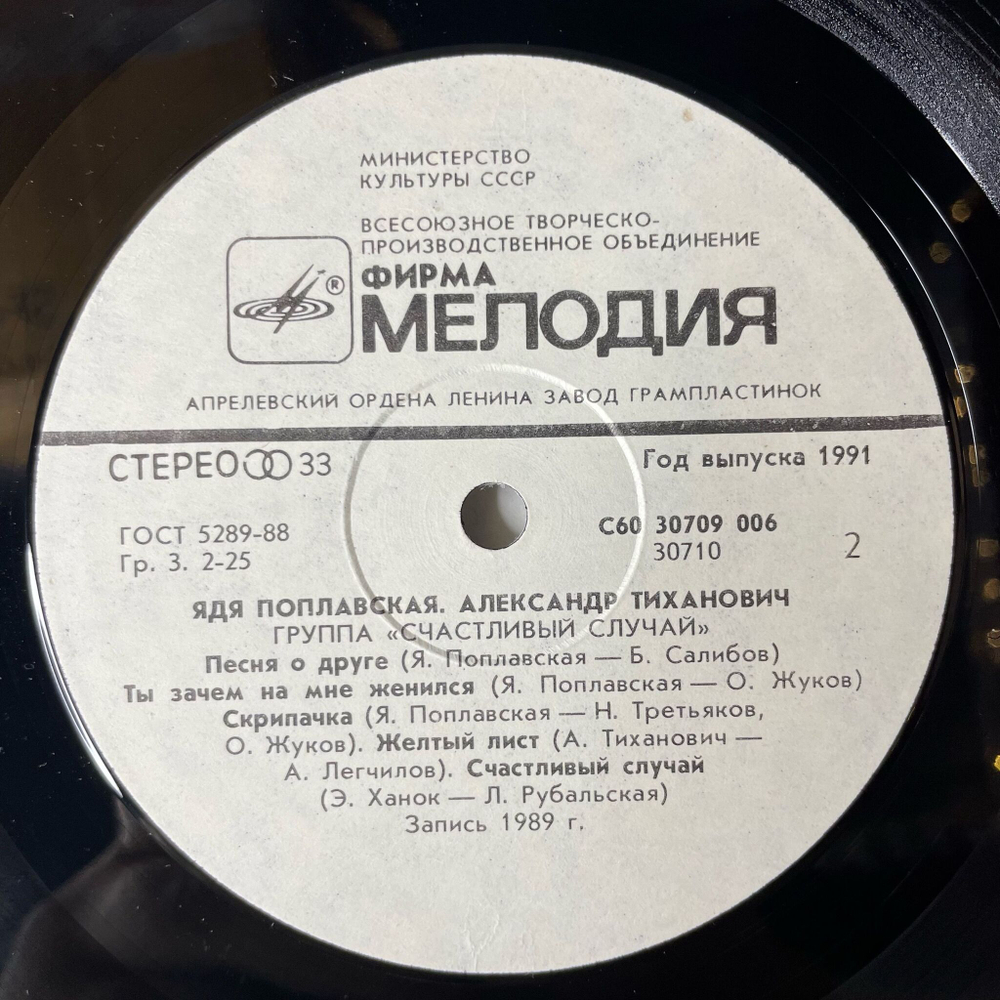 МИНИСТЕРСТВО
КУЛЬТУРЫ СССР
ВСЕСОЮЗНОЕ ТВОРЧЕСКО-
ПРОИЗВОДСТВЕННОЕ ОБЪЕДИНЕНИЕ
ФИРМА
®
МЕЛОДИЯ
АПРЕЛЕВСКИЙ ОРДЕНА ЛЕНИНА ЗАВОД ГРАМПЛАСТИНОК
СТЕРЕО 33
Год выпуска 1991
ГОСТ 5289-88
Гр. 3. 2-25
С60 30709 006
30710
2
ЯДЯ ПОПЛАВСКАЯ. АЛЕКСАНДР ТИХАНОВИЧ
ГРУППА «СЧАСТЛИВЫЙ СЛУЧАЙ»
Песня о друге (Я. Поплавская — Б. Салибов)
Ты зачем на мне женился (Я. Поплавская — О. Жуков)
Скрипачка (Я. Поплавская — Н. Третьяков,
О. Жуков). Желтый лист (А. Тиханович —
А. Легчилов). Счастливый случай
(Э. Ханок — Л. Рубальская)
Запись 1989 г.